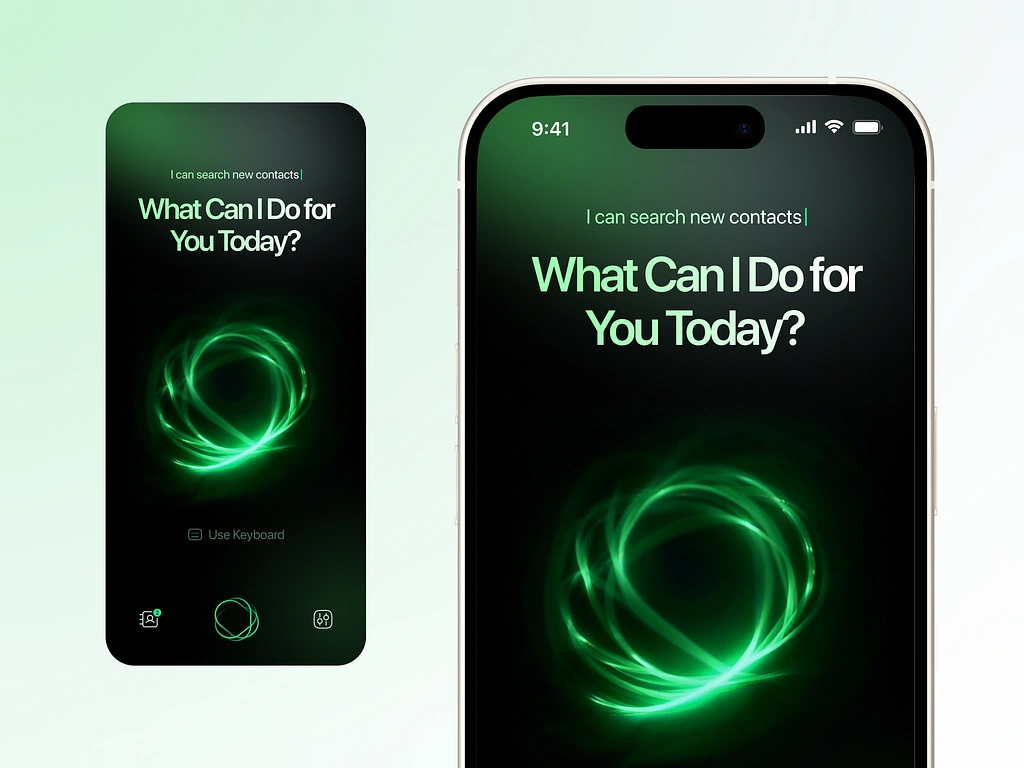 I can search new contacts
What Can I Do for
You Today?
Use Keyboard
2
9:41
I can search new contacts
What Can I Do for
You Today?